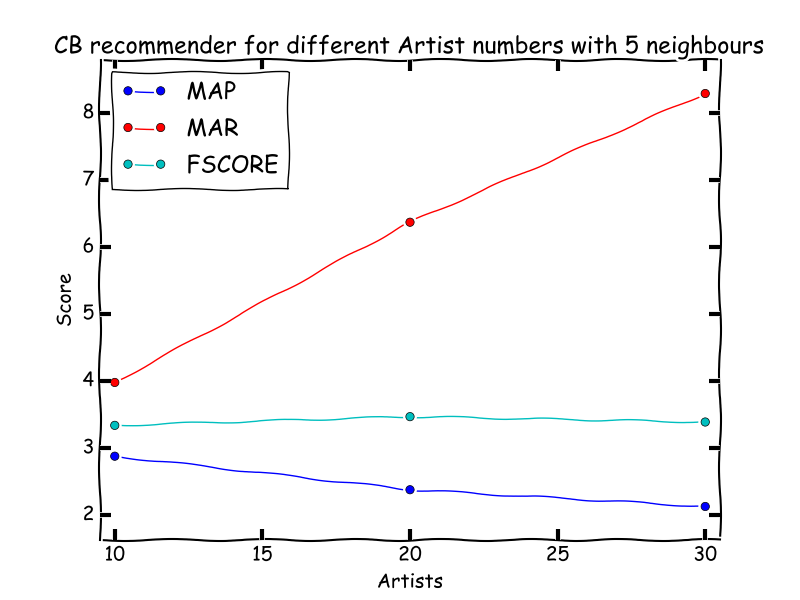 CB recommender for different Artist numbers with 5 neighbours
MAP
MAR
FSCORE
8
7
6
5
4
3
2
Score
10 15 20 25 30
Artists